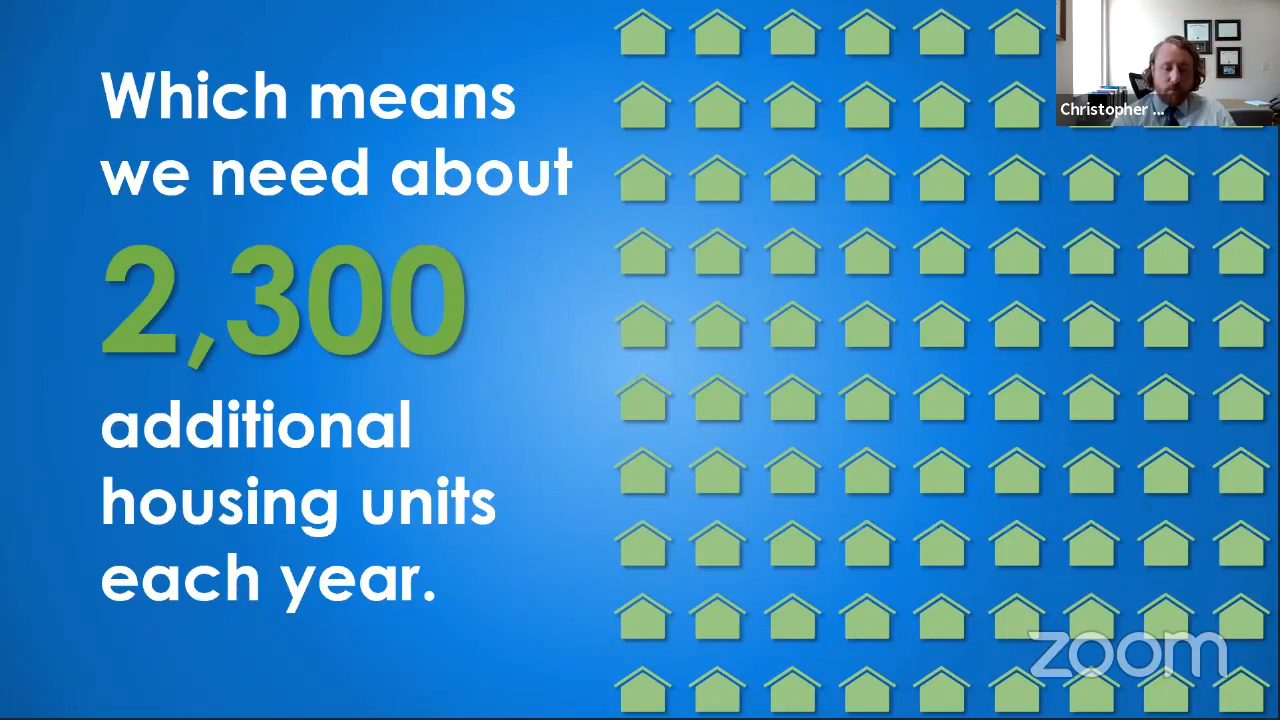 Which means
we need about
2,300
additional
housing units
each year.
Christopher ...
zoom